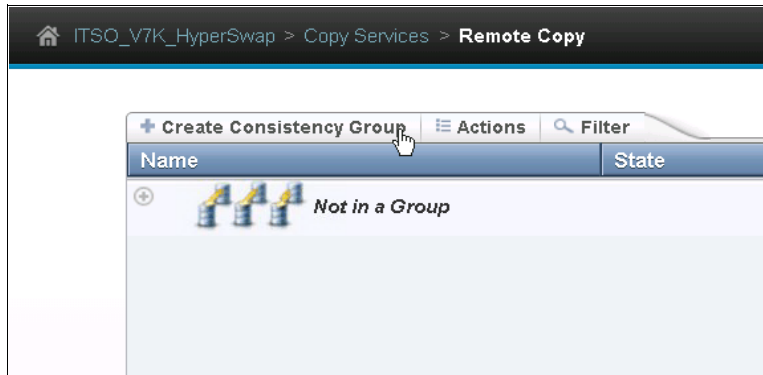 ITSO_V7K_HyperSwap > Copy Services > Remote Copy
Create Consistency Group Actions Filter
Name State
Not in a Group